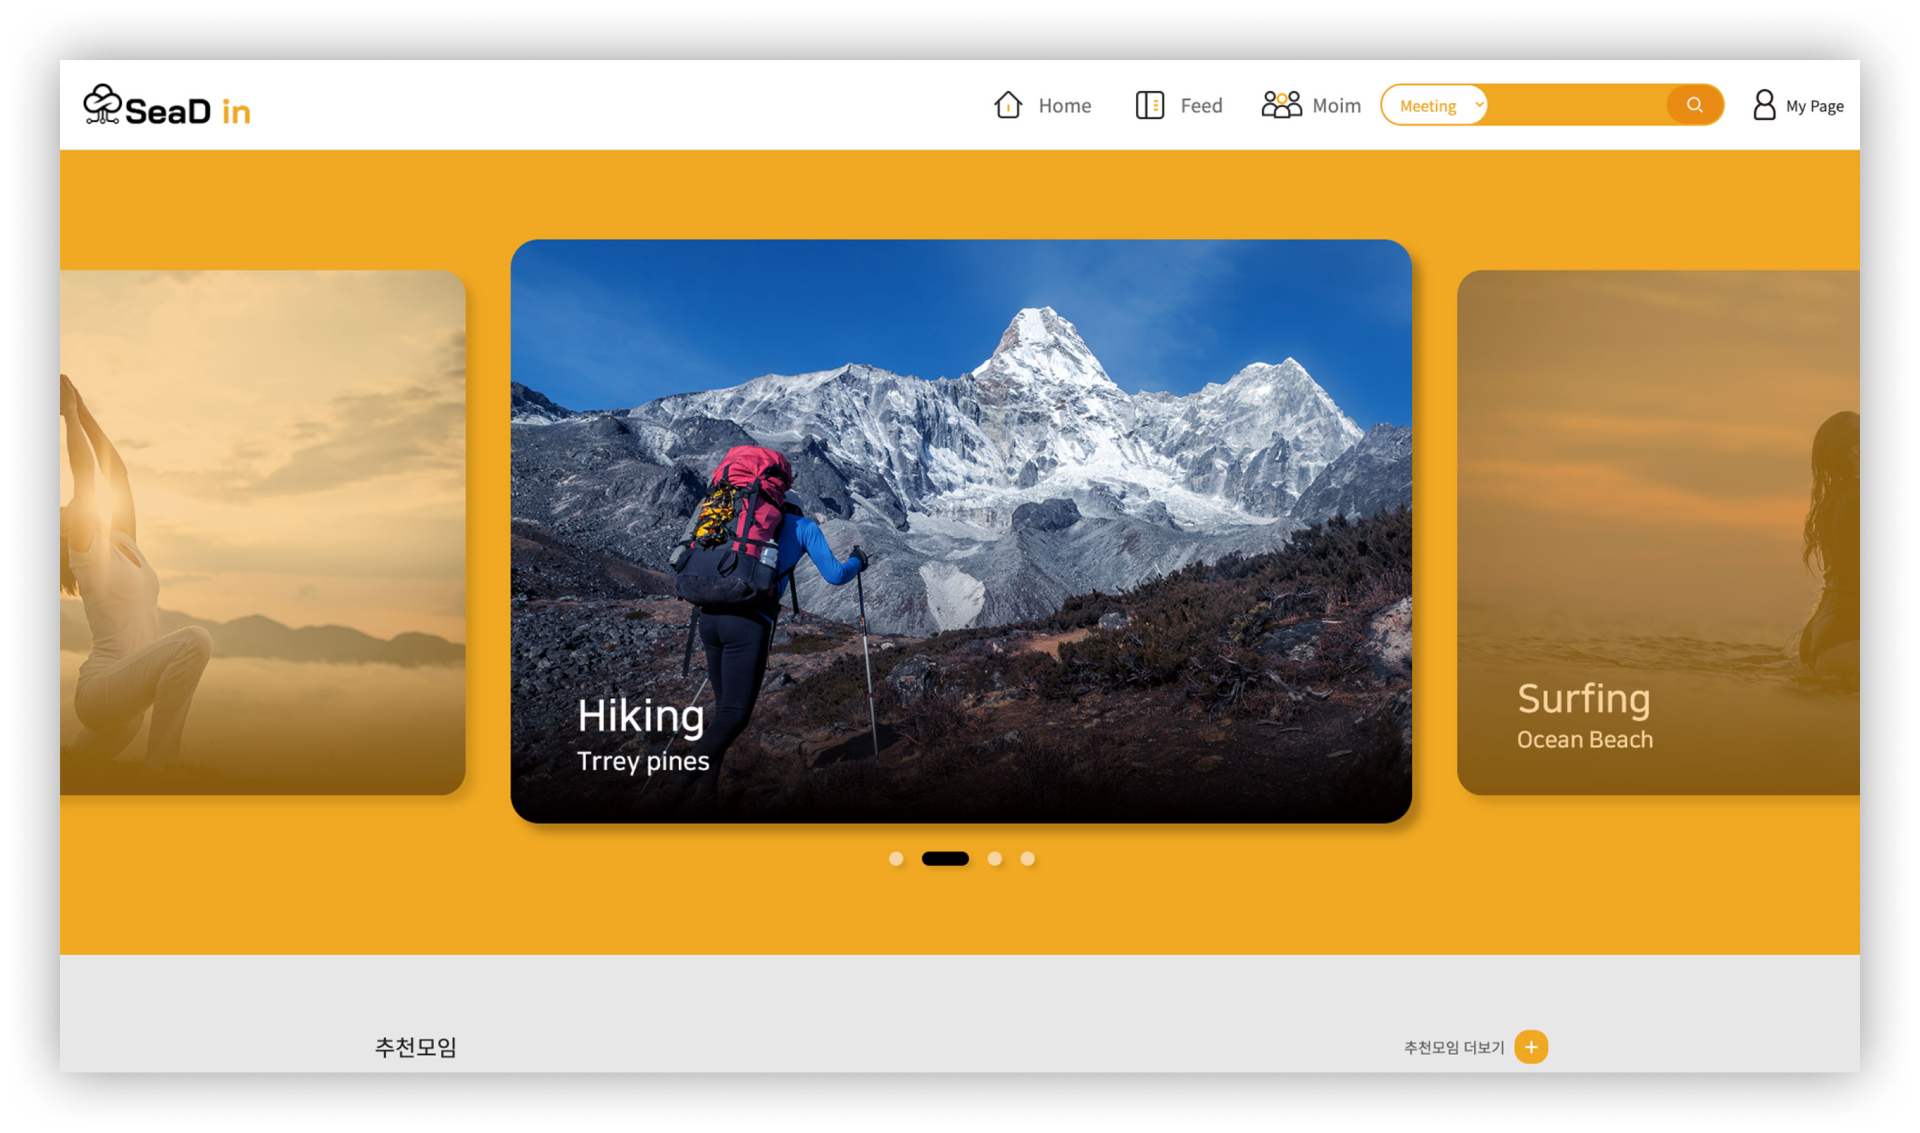 SeaD in
Home
Feed
Moim
Meeting
My Page
Hiking
Trrey pines
Surfing
Ocean Beach
추천모임
추천모임 더보기